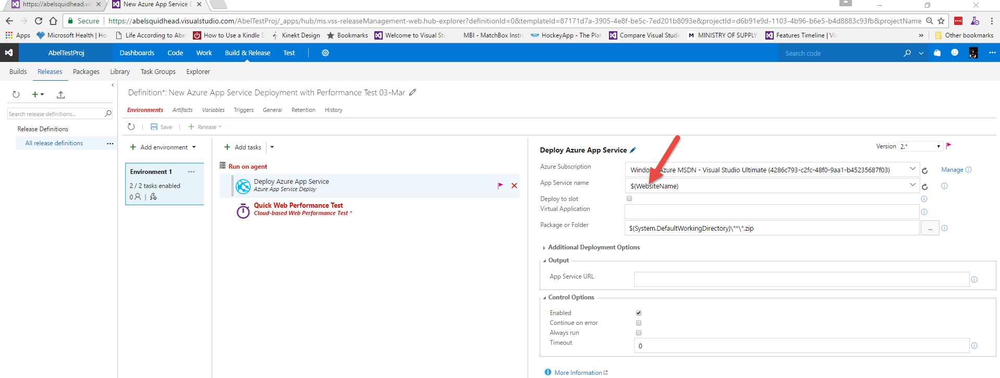 https://abelsquidhead.vis
New Azure App Service D
Secure
https://abelsquidhead.visualstudio.com/AbelTestProj/_apps/hub/ms.vss-releaseManagement-web.hub-explorer?definitionId=0&templateId=87171d7a-3905-4e8f-be5c-7ed201b8093e&projectId=d6b91e9d-1103-4b96-b6e5-b4d8883c93fb&projectName
Apps Microsoft Health | Ho Life According to Abe How to Use a Kindle D Kinekt Design Bookmarks Welcome to Visual Stu MBI - MatchBox Instru HockeyApp - The Plat Compare Visual Studi M MINISTRY OF SUPPLY Features Timeline | Vis » Other bookmarks
AbelTestProj Dashboards Code Work Build & Release Test Search code
Builds Releases Packages Library Task Groups Explorer
Definition*: New Azure App Service Deployment with Performance Test 03-Mar
Search release definitions...
Release Definitions
All release definitions ...
Environments Artifacts Variables Triggers General Retention History
Save Release
Add environment
Environment 1 ...
2 / 2 tasks enabled
0
Add tasks
Run on agent
Deploy Azure App Service
Azure App Service Deploy
Quick Web Performance Test
Cloud-based Web Performance Test *
Deploy Azure App Service
Version 2.*
Azure Subscription
Azure MSDN - Visual Studio Ultimate (4286c793-c2fc-48f0-9aa1-b45235687f03)
Manage
App Service name
$(WebsiteName)
Deploy to slot
Virtual Application
Package or Folder
$(System.DefaultWorkingDirectory)\**\*.zip
...
Additional Deployment Options
Output
App Service URL
Control Options
Enabled
Continue on error
Always run
Timeout
0
More Information